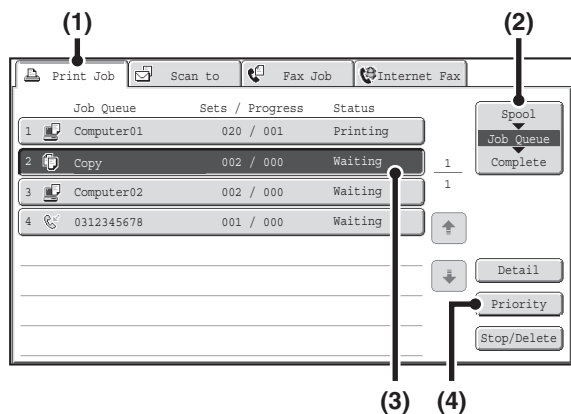 (1) (2)
Print Job Scan to Fax Job Internet Fax
Job Queue Sets / Progress Status
Spool
Job Queue
Complete
1 Computer01 020 / 001 Printing
2 Copy 002 / 000 Waiting
3 Computer02 002 / 000 Waiting
4 0312345678 001 / 000 Waiting
1
1
Detail
Priority
Stop/Delete
(3) (4)